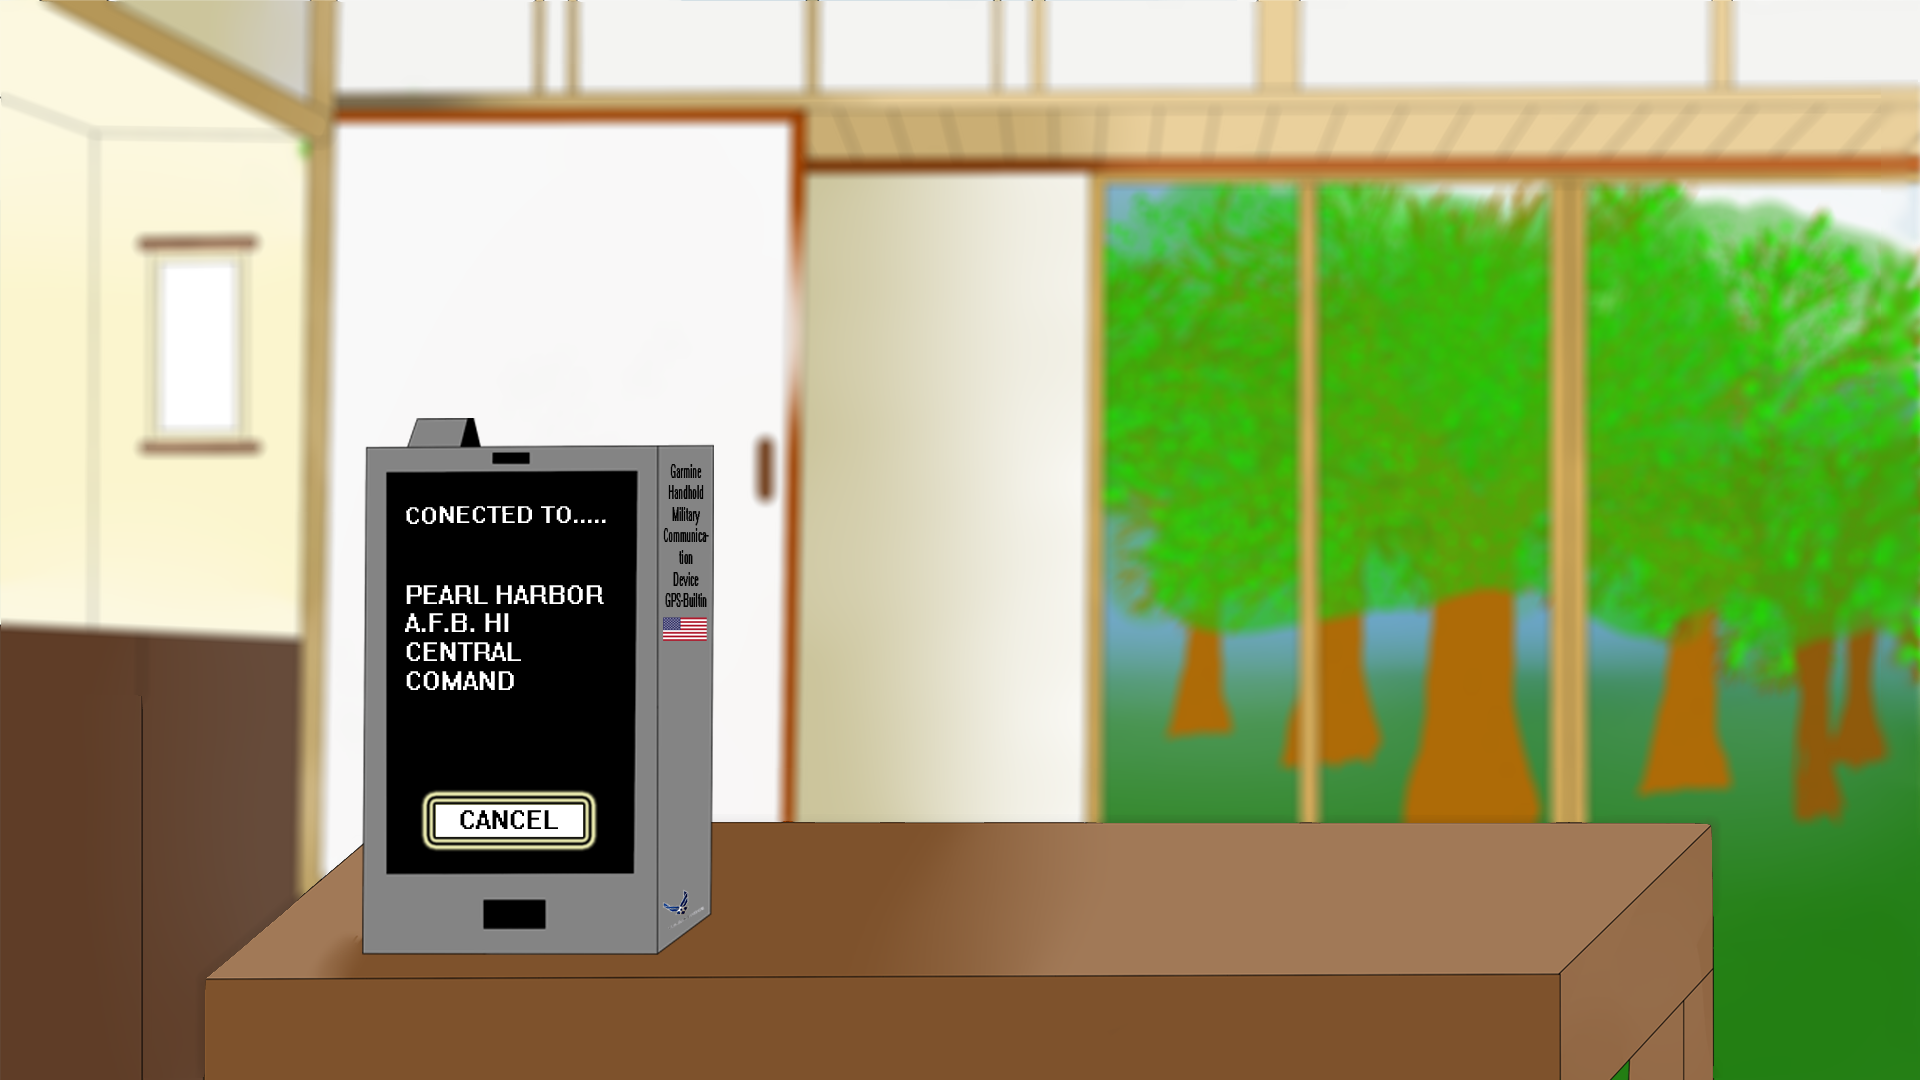 CONECTED TO.....
PEARL HARBOR
A.F.B. HI
CENTRAL
COMAND
CANCEL
Garmine
Handhold
Military
Communica-
tion
Device
GPS-Builtin